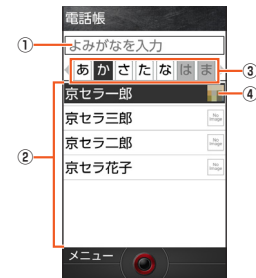 電話帳
①
よみがなを入力
あ か さ た な は ま
③
京セラ一郎
④
京セラ三郎
No Image
②
京セラ二郎
No Image
京セラ花子
No Image
メニュー